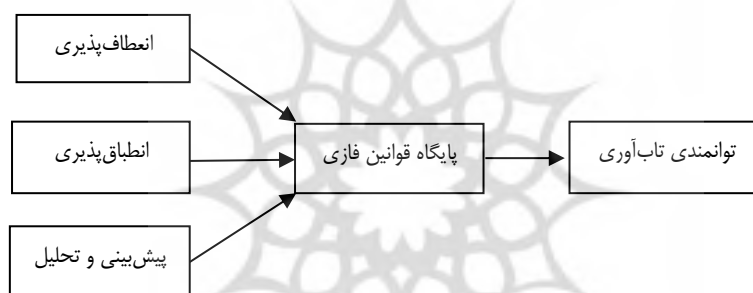 انعطاف‌پذیری
انطباق‌پذیری
پایگاه قوانین فازی
توانمندی تاب‌آوری
پیش‌بینی و تحلیل